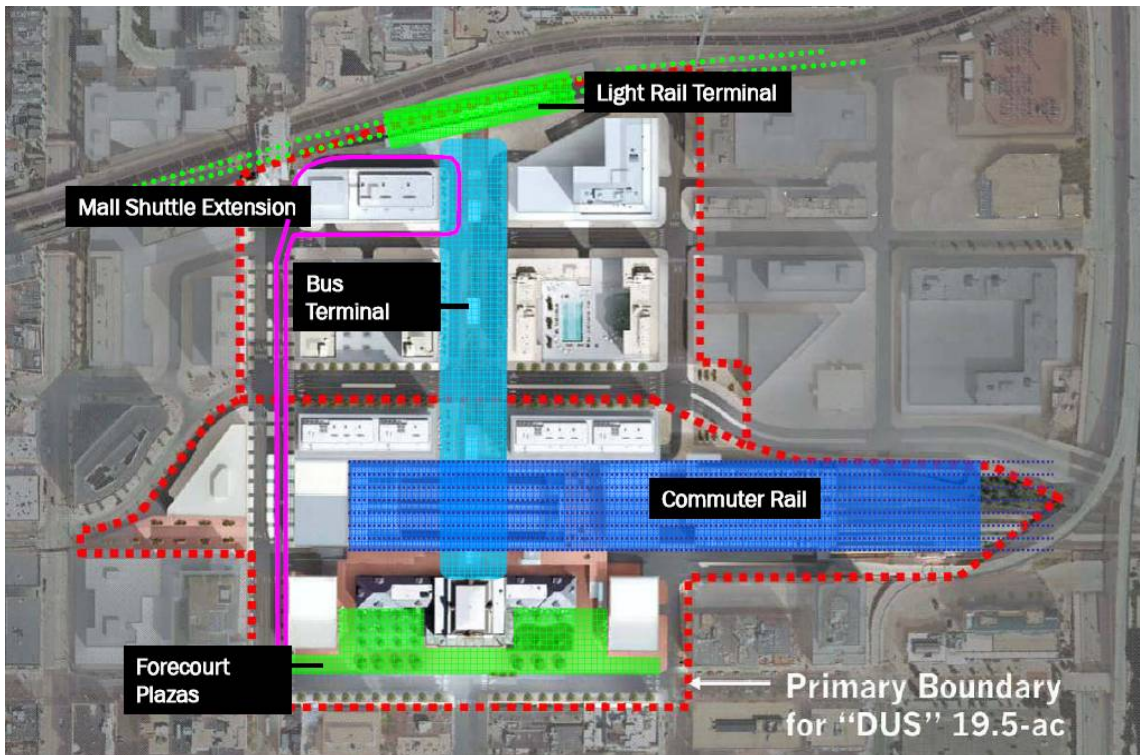 Light Rail Terminal
Mall Shuttle Extension
Bus
Terminal
Commuter Rail
Forecourt
Plazas
Primary Boundary
for “DUS” 19.5-ac